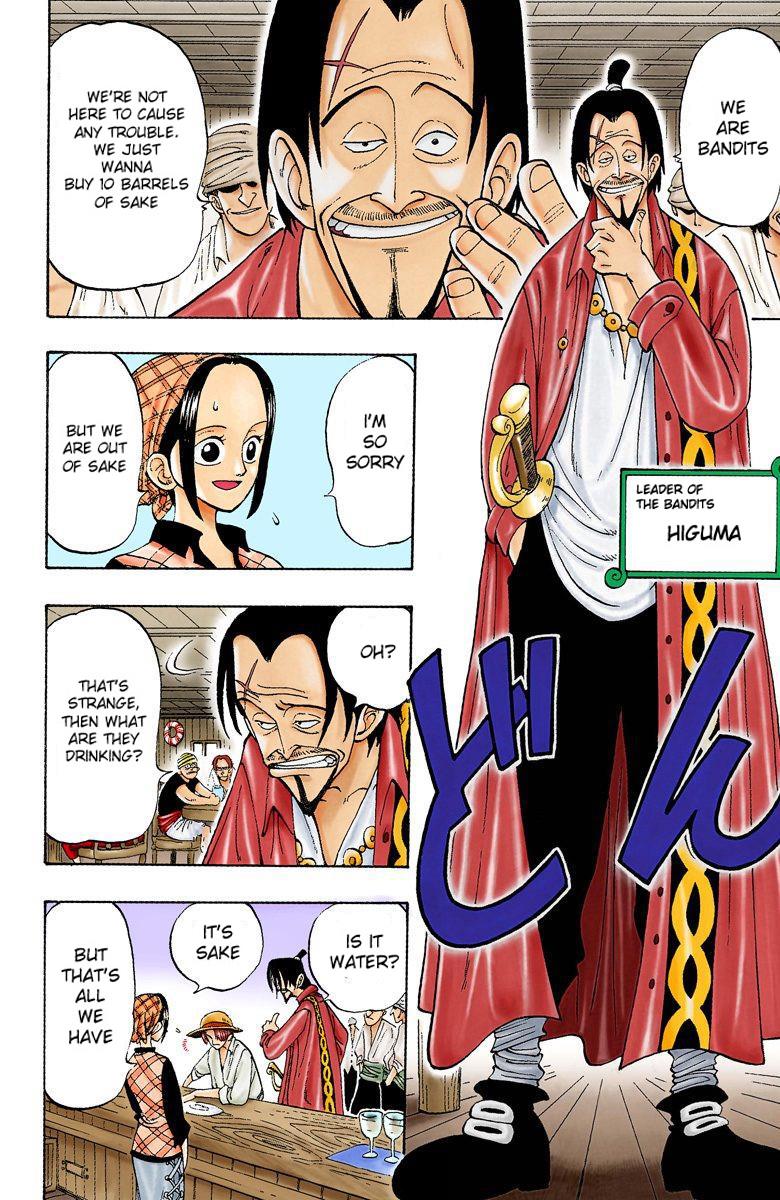 WE
ARE
BANDITS
WE'RE NOT
HERE TO CAUSE
ANY TROUBLE.
WE JUST
WANNA
BUY 10 BARRELS
OF SAKE
LEADER OF
THE BANDITS
HIGUMA
どん
I'M
SO
SORRY
BUT WE
ARE OUT
OF SAKE
OH?
THAT'S
STRANGE,
THEN WHAT
ARE THEY
DRINKING?
IS IT
WATER?
IT'S
SAKE
BUT
THAT'S
ALL
WE
HAVE